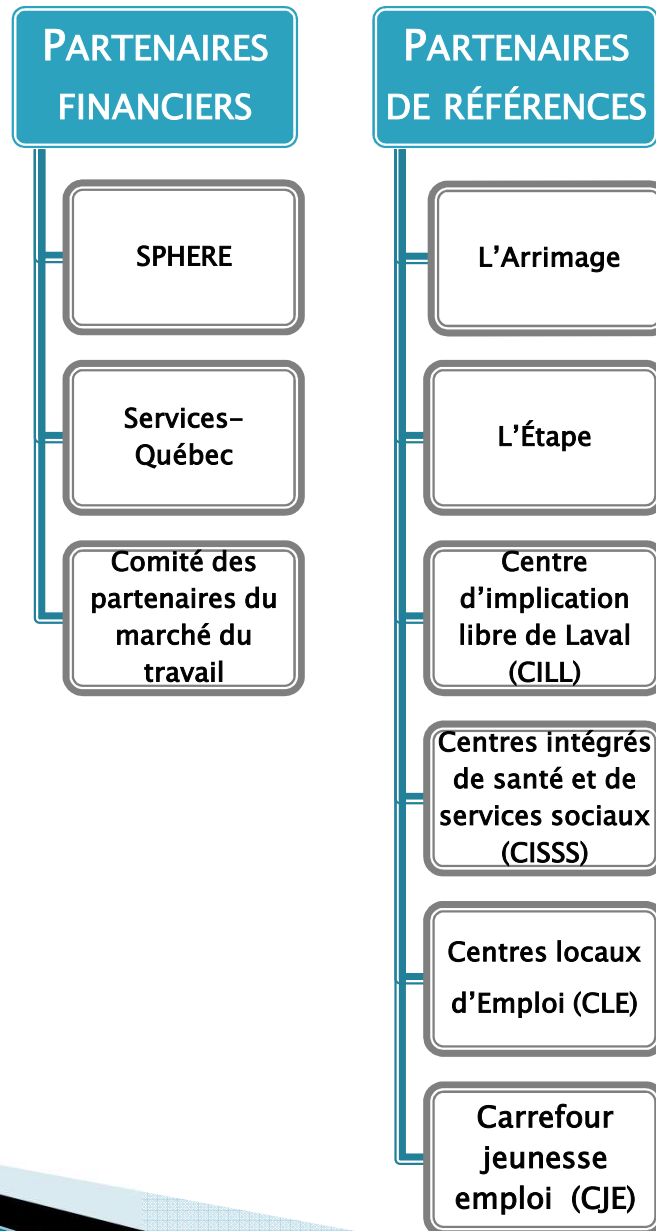 PARTENAIRES
FINANCIERS
SPHERE
Services-
Québec
Comité des
partenaires du
marché du
travail
PARTENAIRES
DE RÉFÉRENCES
L'Arrimage
L'Étape
Centre
d'implication
libre de Laval
(CILL)
Centres intégrés
de santé et de
services sociaux
(CISSS)
Centres locaux
d'Emploi (CLE)
Carrefour
jeunesse
emploi (CJE)